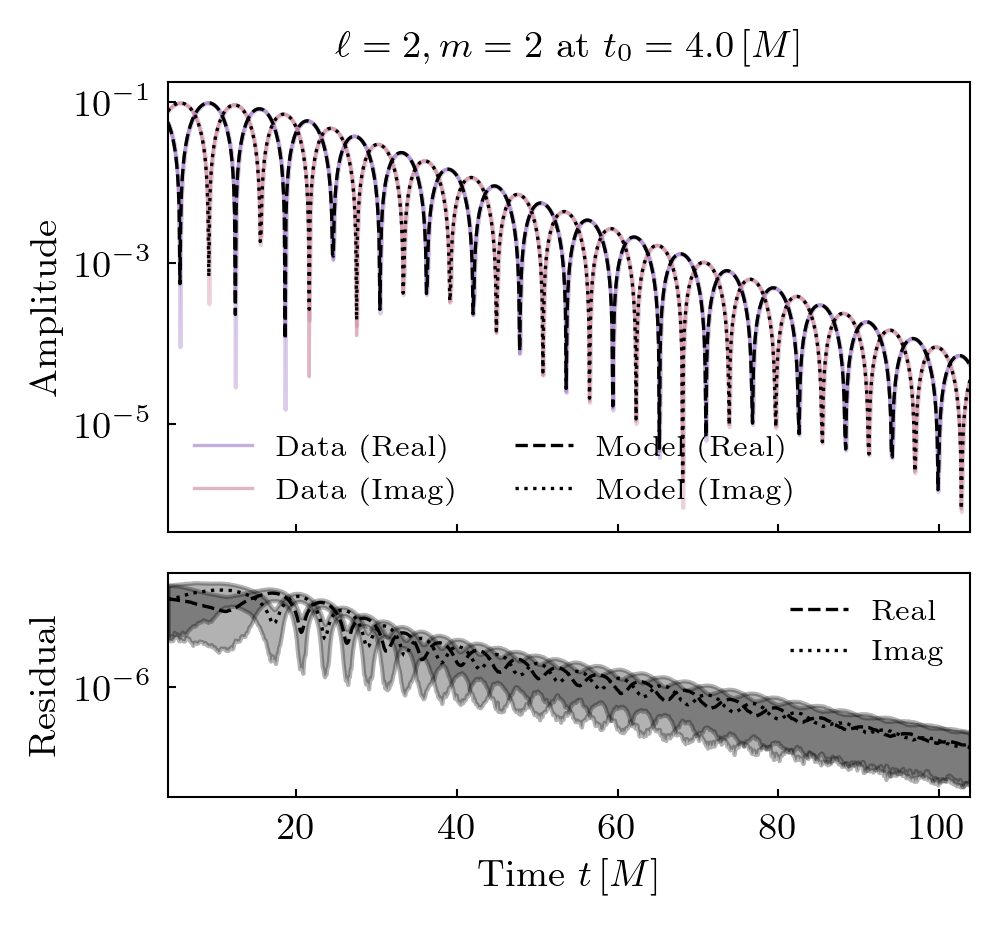 ℓ = 2, m = 2 at t₀ = 4.0 [M]
10⁻¹
10⁻³
10⁻⁵
Amplitude
Data (Real)
Data (Imag)
Model (Real)
Model (Imag)
Residual
10⁻⁶
Real
Imag
20 40 60 80 100
Time t [M]